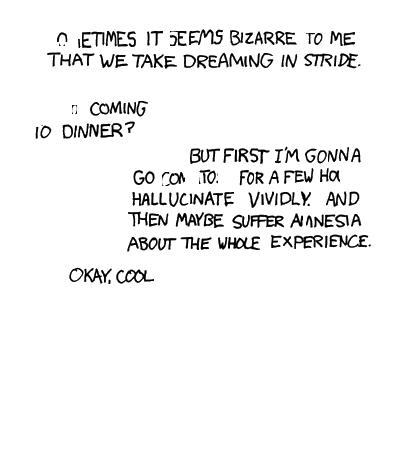 IT SEEMS BIZARRE TO ME
THAT WE TAKE DREAMING IN STRIDE.
COMING
TO DINNER?
BUT FIRST I'M GONNA
GO FOR A FEW
HALLUCINATE VIVIDLY, AND
THEN MAYBE SUFFER AMNESIA
ABOUT THE WHOLE EXPERIENCE.
OKAY, COOL